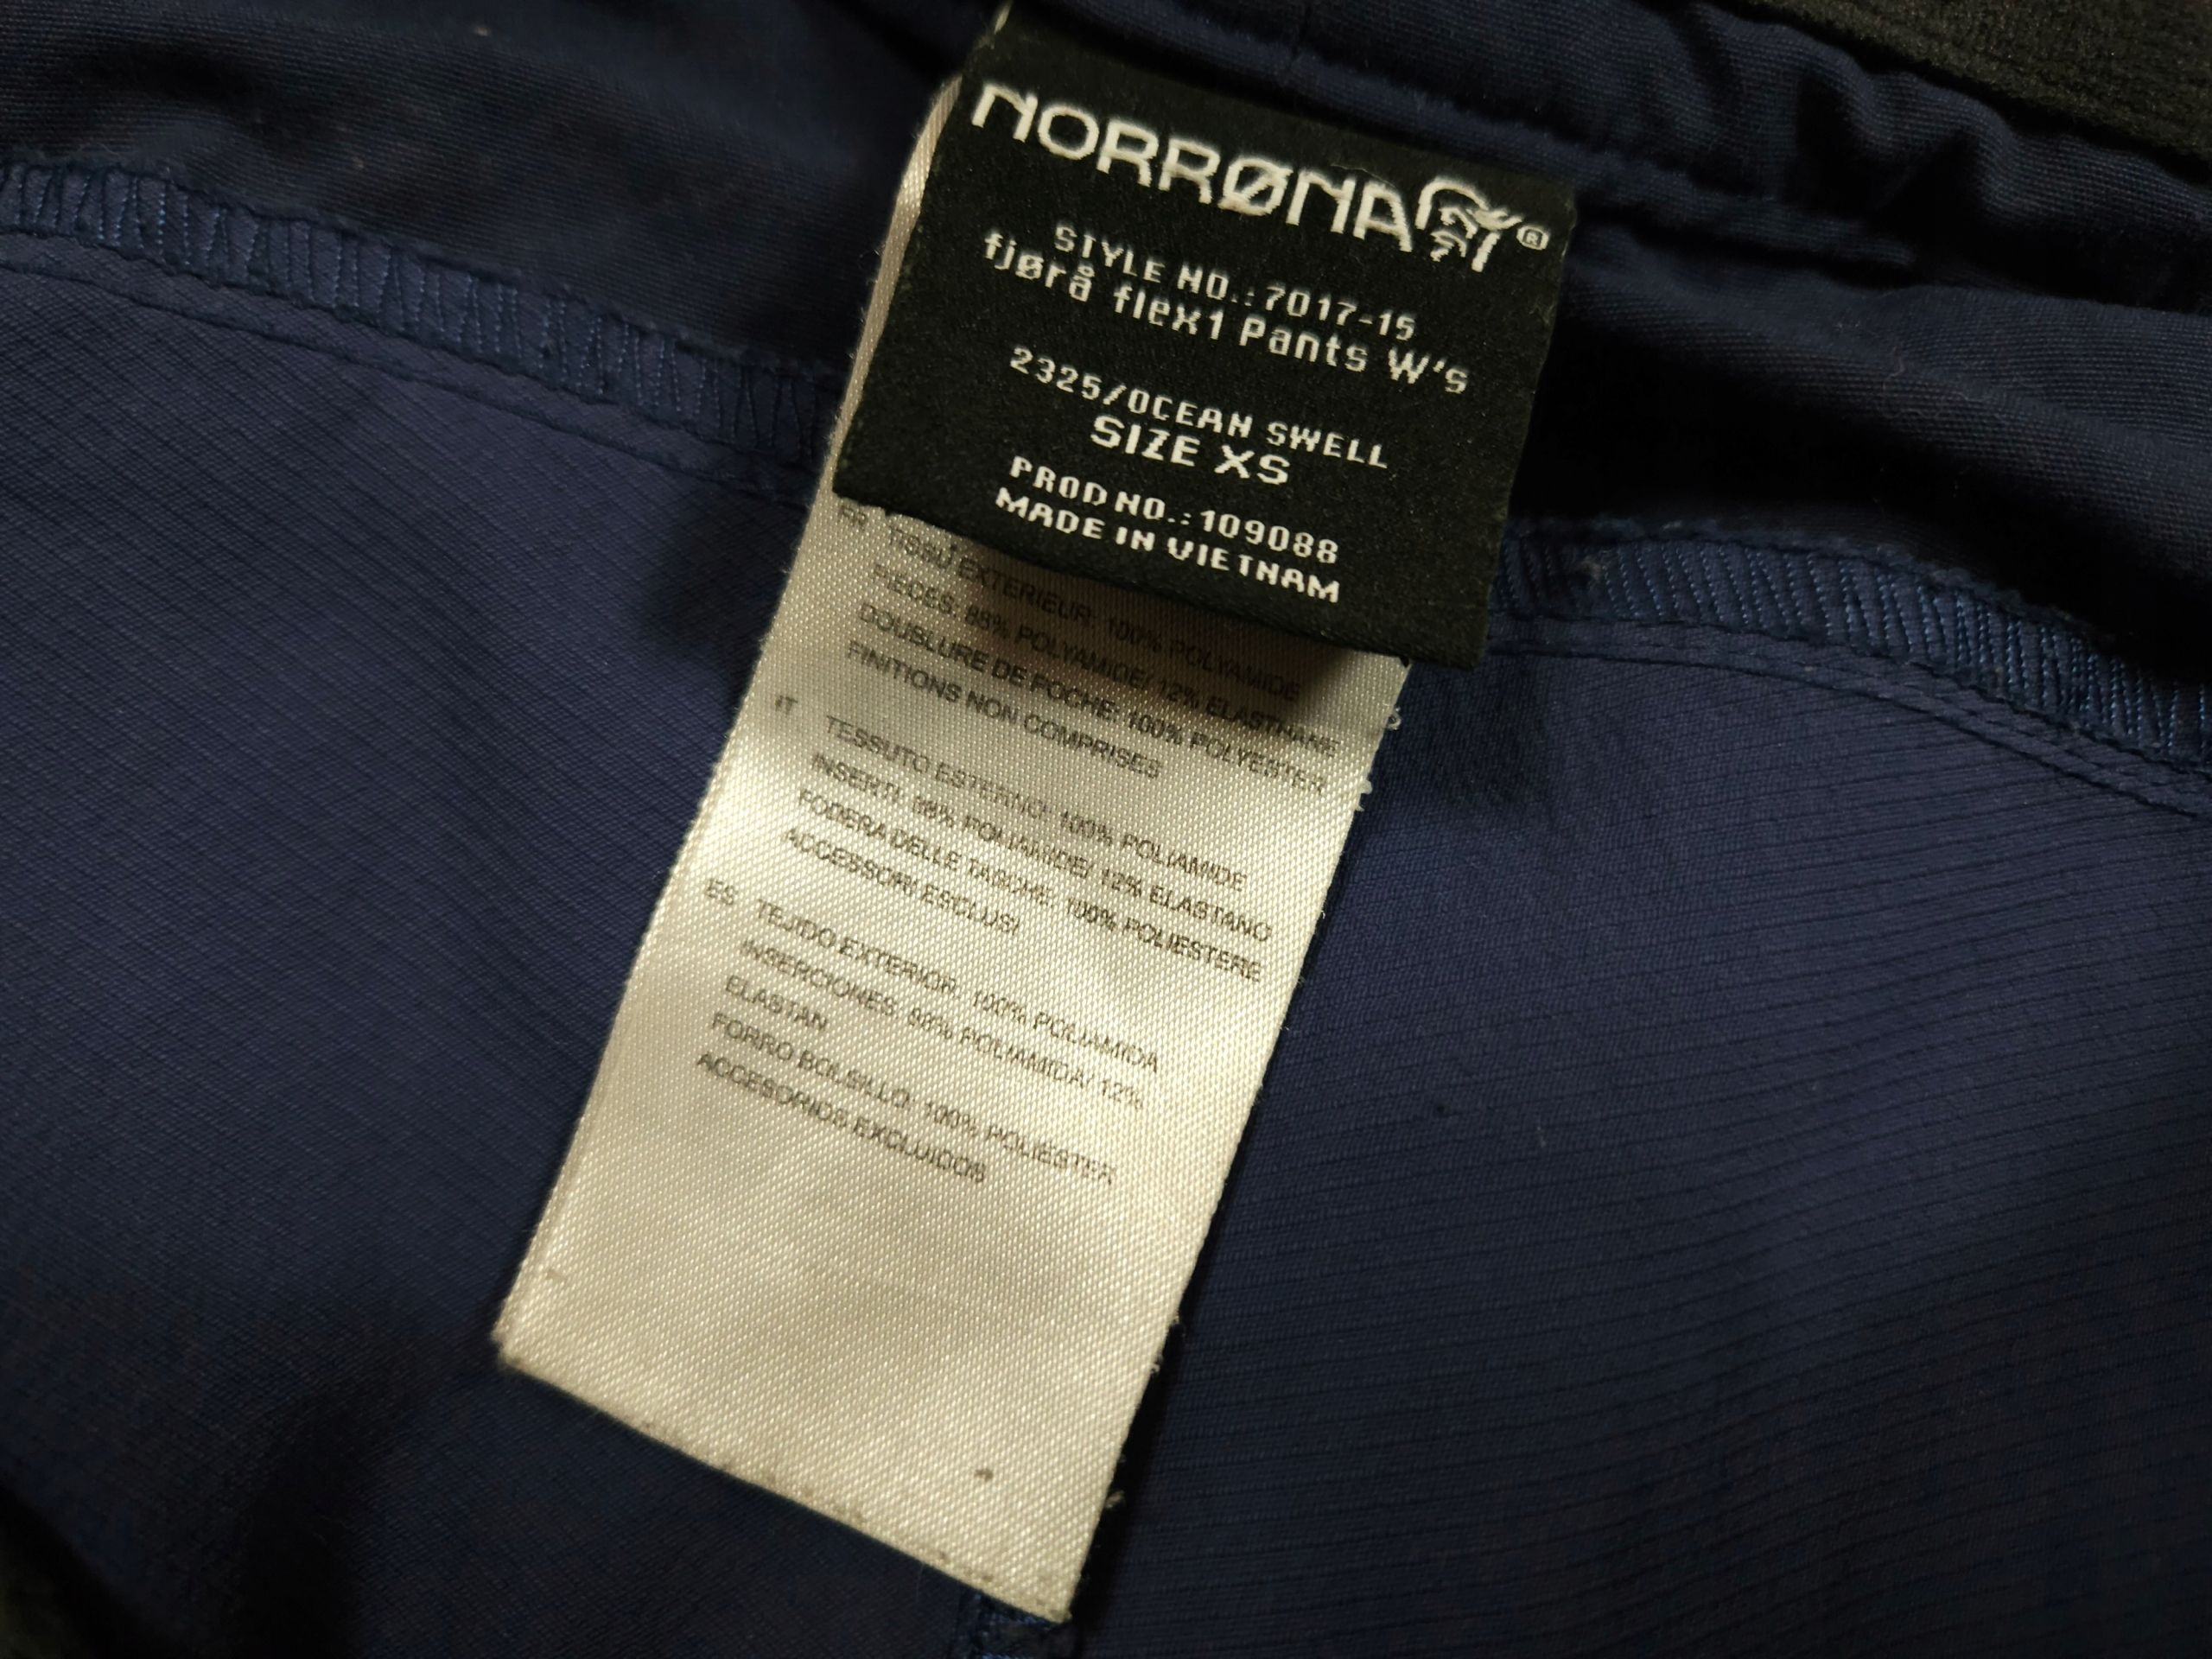 NORRØNA®
STYLE NO.:7017-15
fjørå flex1 Pants W's
2325/OCEAN SWELL
SIZE XS
PROD NO.:109088
MADE IN VIETNAM
FR TISSU EXTERIEUR: 100% POLYAMIDE
PIECES: 88% POLYAMIDE/ 12% ELASTHANE
DOUBLURE DE POCHE: 100% POLYESTER
FINITIONS NON COMPRISES
IT TESSUTO ESTERNO: 100% POLIAMIDE
INSERTI: 88% POLIAMIDE/ 12% ELASTANO
FODERA DELLE TASCHE: 100% POLIESTERE
ACCESSORI ESCLUSI
ES TEJIDO EXTERIOR: 100% POLIAMIDA
INSERCIONES: 88% POLIAMIDA/ 12%
ELASTAN
FORRO BOLSILLO: 100% POLIESTER
ACCESORIOS EXCLUIDOS